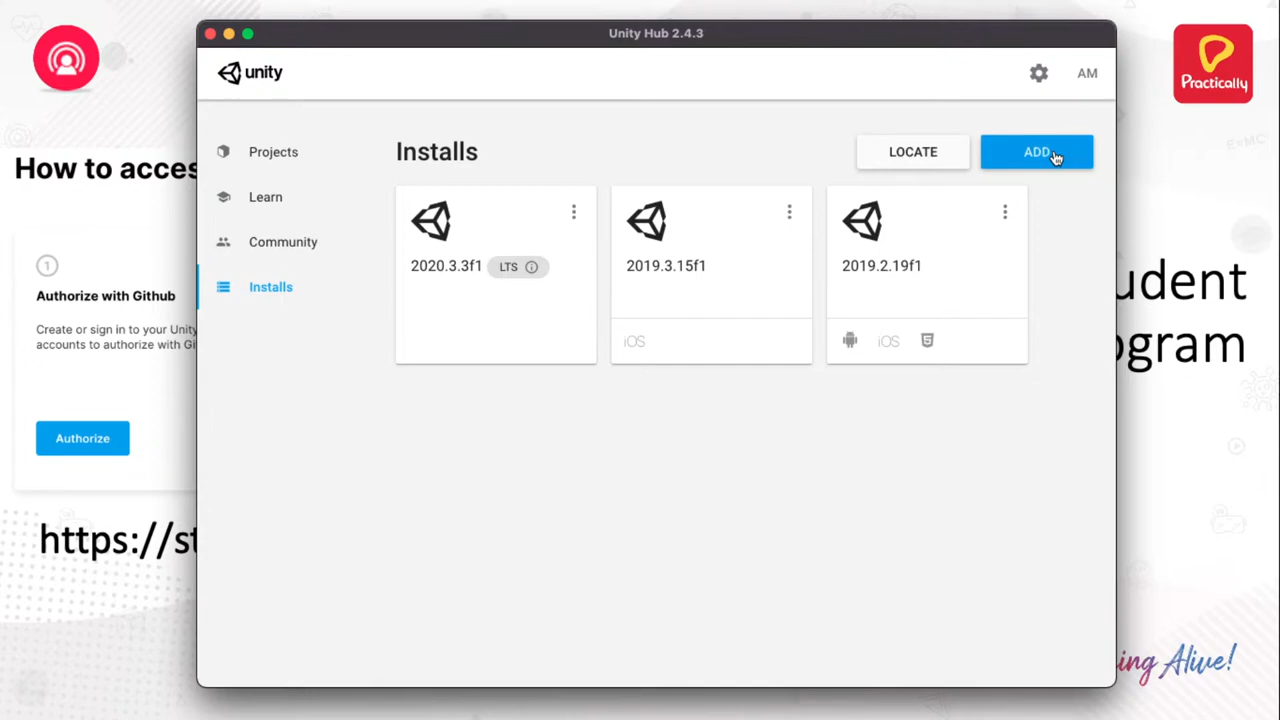 Unity Hub 2.4.3
unity
AM
Practically
Projects
Learn
Community
Installs
Installs
LOCATE
ADD
2020.3.3f1
LTS
2019.3.15f1
iOS
2019.2.19f1
iOS
How to acces
1
Authorize with Github
Create or sign in to your Unity
accounts to authorize with Gi
Authorize
https://st
udent
ogram
ing Alive!